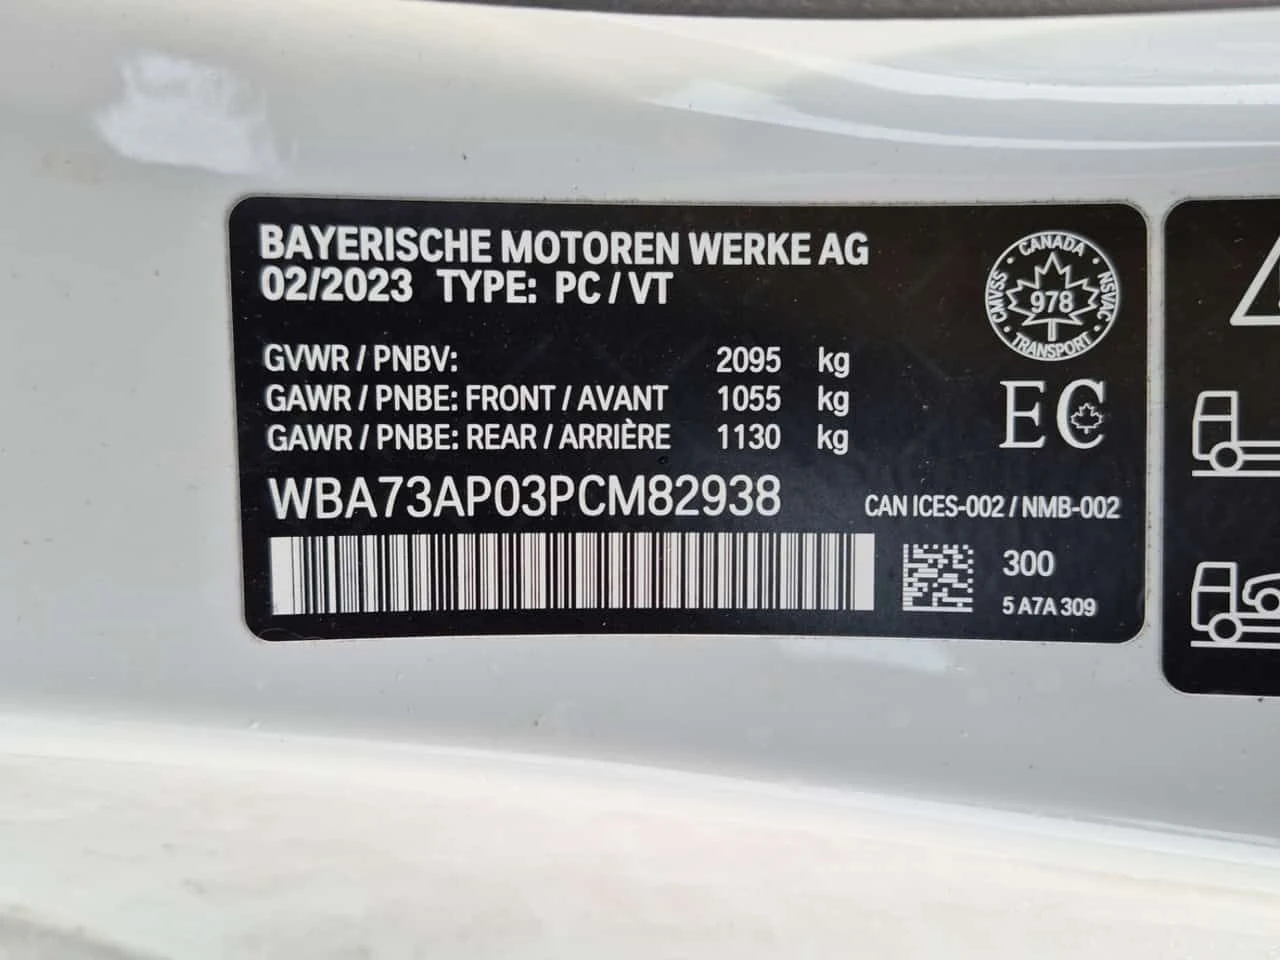 BAYERISCHE MOTOREN WERKE AG
02/2023 TYPE: PC / VT
GVWR / PNBV: 2095 kg
GAWR / PNBE: FRONT / AVANT 1055 kg
GAWR / PNBE: REAR / ARRIÈRE 1130 kg
WBA73AP03PCM82938
CANADA
CMVSS · NSVAC
978
TRANSPORT
EC
CAN ICES-002 / NMB-002
300
5 A7A 309